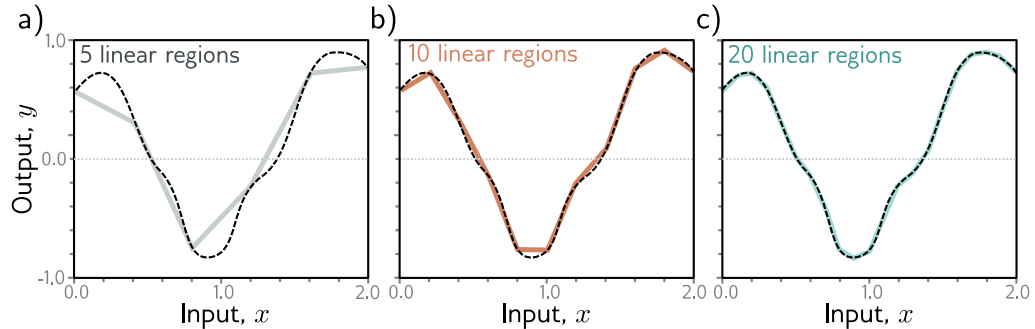 a)
5 linear regions
1.0
0.0
-1.0
Output, y
0.0
1.0
2.0
Input, x
b)
10 linear regions
0.0
1.0
2.0
Input, x
c)
20 linear regions
0.0
1.0
2.0
Input, x